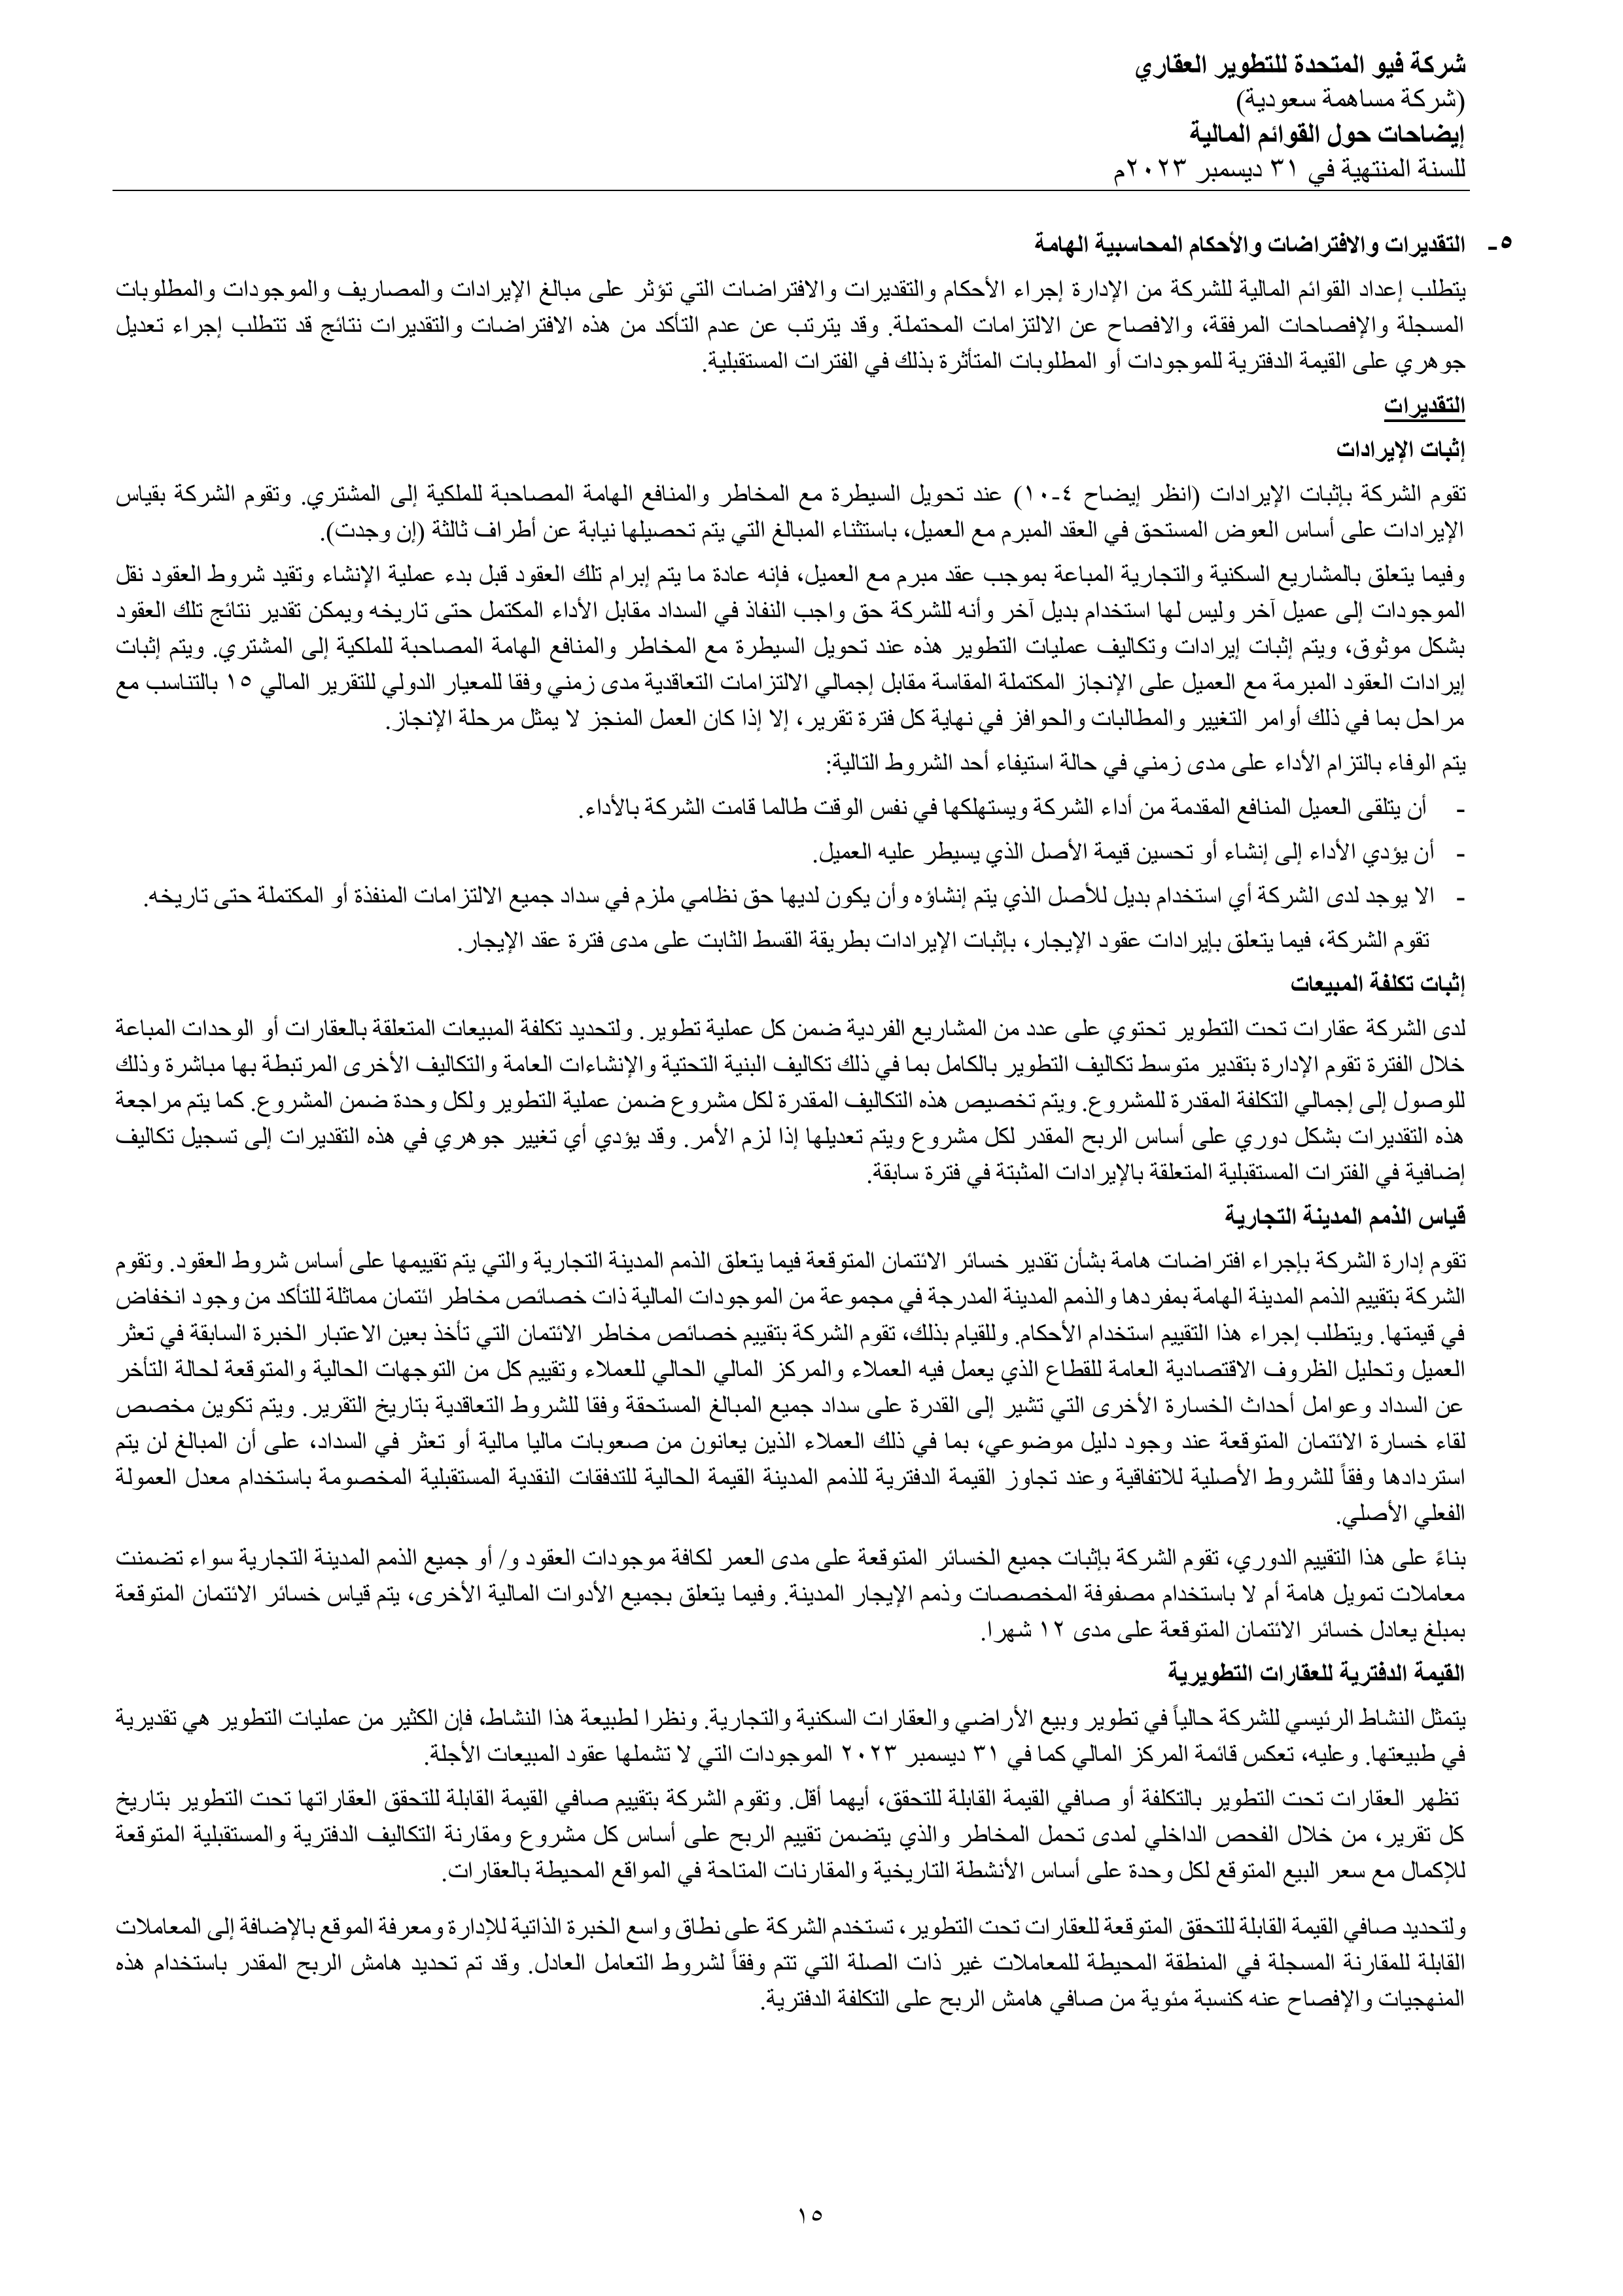 شركة فيو المتحدة للتطوير العقاري
(شركة مساهمة سعودية)
إيضاحات حول القوائم المالية
للسنة المنتهية في ٣١ ديسمبر ٢٠٢٣م
٥- التقديرات والافتراضات والأحكام المحاسبية الهامة
يتطلب إعداد القوائم المالية للشركة من الإدارة إجراء الأحكام والتقديرات والافتراضات التي تؤثر على مبالغ الإيرادات والمصاريف والموجودات والمطلوبات
المسجلة والإفصاحات المرفقة، والافصاح عن الالتزامات المحتملة. وقد يترتب عن عدم التأكد من هذه الافتراضات والتقديرات نتائج قد تتطلب إجراء تعديل
جوهري على القيمة الدفترية للموجودات أو المطلوبات المتأثرة بذلك في الفترات المستقبلية.
التقديرات
إثبات الإيرادات
تقوم الشركة بإثبات الإيرادات (انظر إيضاح ٤-١٠) عند تحويل السيطرة مع المخاطر والمنافع الهامة المصاحبة للملكية إلى المشتري. وتقوم الشركة بقياس
الإيرادات على أساس العوض المستحق في العقد المبرم مع العميل، باستثناء المبالغ التي يتم تحصيلها نيابة عن أطراف ثالثة (إن وجدت).
وفيما يتعلق بالمشاريع السكنية والتجارية المباعة بموجب عقد مبرم مع العميل، فإنه عادة ما يتم إبرام تلك العقود قبل بدء عملية الإنشاء وتقيد شروط العقود نقل
الموجودات إلى عميل آخر وليس لها استخدام بديل آخر وأنه للشركة حق واجب النفاذ في السداد مقابل الأداء المكتمل حتى تاريخه ويمكن تقدير نتائج تلك العقود
بشكل موثوق، ويتم إثبات إيرادات وتكاليف عمليات التطوير هذه عند تحويل السيطرة مع المخاطر والمنافع الهامة المصاحبة للملكية إلى المشتري. ويتم إثبات
إيرادات العقود المبرمة مع العميل على الإنجاز المكتملة المقاسة مقابل إجمالي الالتزامات التعاقدية مدى زمني وفقا للمعيار الدولي للتقرير المالي ١٥ بالتناسب مع
مراحل بما في ذلك أوامر التغيير والمطالبات والحوافز في نهاية كل فترة تقرير، إلا إذا كان العمل المنجز لا يمثل مرحلة الإنجاز.
يتم الوفاء بالتزام الأداء على مدى زمني في حالة استيفاء أحد الشروط التالية:
- أن يتلقى العميل المنافع المقدمة من أداء الشركة ويستهلكها في نفس الوقت طالما قامت الشركة بالأداء.
- أن يؤدي الأداء إلى إنشاء أو تحسين قيمة الأصل الذي يسيطر عليه العميل.
- الا يوجد لدى الشركة أي استخدام بديل للأصل الذي يتم إنشاؤه وأن يكون لديها حق نظامي ملزم في سداد جميع الالتزامات المنفذة أو المكتملة حتى تاريخه.
تقوم الشركة، فيما يتعلق بإيرادات عقود الإيجار، بإثبات الإيرادات بطريقة القسط الثابت على مدى فترة عقد الإيجار.
إثبات تكلفة المبيعات
لدى الشركة عقارات تحت التطوير تحتوي على عدد من المشاريع الفردية ضمن كل عملية تطوير. ولتحديد تكلفة المبيعات المتعلقة بالعقارات أو الوحدات المباعة
خلال الفترة تقوم الإدارة بتقدير متوسط تكاليف التطوير بالكامل بما في ذلك تكاليف البنية التحتية والإنشاءات العامة والتكاليف الأخرى المرتبطة بها مباشرة وذلك
للوصول إلى إجمالي التكلفة المقدرة للمشروع. ويتم تخصيص هذه التكاليف المقدرة لكل مشروع ضمن عملية التطوير ولكل وحدة ضمن المشروع. كما يتم مراجعة
هذه التقديرات بشكل دوري على أساس الربح المقدر لكل مشروع ويتم تعديلها إذا لزم الأمر. وقد يؤدي أي تغيير جوهري في هذه التقديرات إلى تسجيل تكاليف
إضافية في الفترات المستقبلية المتعلقة بالإيرادات المثبتة في فترة سابقة.
قياس الذمم المدينة التجارية
تقوم إدارة الشركة بإجراء افتراضات هامة بشأن تقدير خسائر الائتمان المتوقعة فيما يتعلق الذمم المدينة التجارية والتي يتم تقييمها على أساس شروط العقود. وتقوم
الشركة بتقييم الذمم المدينة الهامة بمفردها والذمم المدينة المدرجة في مجموعة من الموجودات المالية ذات خصائص مخاطر ائتمان مماثلة للتأكد من وجود انخفاض
في قيمتها. ويتطلب إجراء هذا التقييم استخدام الأحكام. وللقيام بذلك، تقوم الشركة بتقييم خصائص مخاطر الائتمان التي تأخذ بعين الاعتبار الخبرة السابقة في تعثر
العميل وتحليل الظروف الاقتصادية العامة للقطاع الذي يعمل فيه العملاء والمركز المالي الحالي للعملاء وتقييم كل من التوجهات الحالية والمتوقعة لحالة التأخر
عن السداد وعوامل أحداث الخسارة الأخرى التي تشير إلى القدرة على سداد جميع المبالغ المستحقة وفقا للشروط التعاقدية بتاريخ التقرير. ويتم تكوين مخصص
لقاء خسارة الائتمان المتوقعة عند وجود دليل موضوعي، بما في ذلك العملاء الذين يعانون من صعوبات ماليا مالية أو تعثر في السداد، على أن المبالغ لن يتم
استردادها وفقاً للشروط الأصلية للاتفاقية وعند تجاوز القيمة الدفترية للذمم المدينة القيمة الحالية للتدفقات النقدية المستقبلية المخصومة باستخدام معدل العمولة
الفعلي الأصلي.
بناءً على هذا التقييم الدوري، تقوم الشركة بإثبات جميع الخسائر المتوقعة على مدى العمر لكافة موجودات العقود و/ أو جميع الذمم المدينة التجارية سواء تضمنت
معاملات تمويل هامة أم لا باستخدام مصفوفة المخصصات وذمم الإيجار المدينة. وفيما يتعلق بجميع الأدوات المالية الأخرى، يتم قياس خسائر الائتمان المتوقعة
بمبلغ يعادل خسائر الائتمان المتوقعة على مدى ١٢ شهرا.
القيمة الدفترية للعقارات التطويرية
يتمثل النشاط الرئيسي للشركة حالياً في تطوير وبيع الأراضي والعقارات السكنية والتجارية. ونظرا لطبيعة هذا النشاط، فإن الكثير من عمليات التطوير هي تقديرية
في طبيعتها. وعليه، تعكس قائمة المركز المالي كما في ٣١ ديسمبر ٢٠٢٣ الموجودات التي لا تشملها عقود المبيعات الأجلة.
تظهر العقارات تحت التطوير بالتكلفة أو صافي القيمة القابلة للتحقق، أيهما أقل. وتقوم الشركة بتقييم صافي القيمة القابلة للتحقق العقاراتها تحت التطوير بتاريخ
كل تقرير، من خلال الفحص الداخلي لمدى تحمل المخاطر والذي يتضمن تقييم الربح على أساس كل مشروع ومقارنة التكاليف الدفترية والمستقبلية المتوقعة
للإكمال مع سعر البيع المتوقع لكل وحدة على أساس الأنشطة التاريخية والمقارنات المتاحة في المواقع المحيطة بالعقارات.
ولتحديد صافي القيمة القابلة للتحقق المتوقعة للعقارات تحت التطوير، تستخدم الشركة على نطاق واسع الخبرة الذاتية للإدارة ومعرفة الموقع بالإضافة إلى المعاملات
القابلة للمقارنة المسجلة في المنطقة المحيطة للمعاملات غير ذات الصلة التي تتم وفقاً لشروط التعامل العادل. وقد تم تحديد هامش الربح المقدر باستخدام هذه
المنهجيات والإفصاح عنه كنسبة مئوية من صافي هامش الربح على التكلفة الدفترية.
١٥